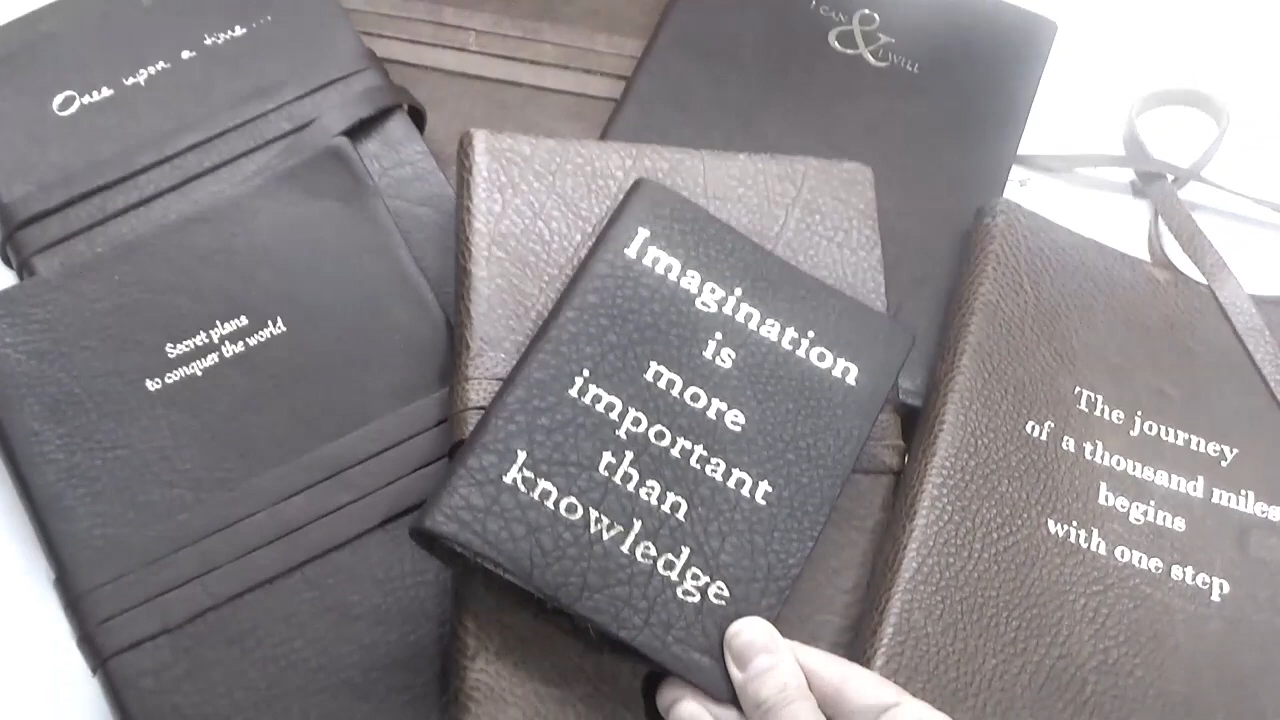 Once upon a time...
I CAN
&
I WILL
Secret plans
to conquer the world
Imagination
is
more
important
than
knowledge
The journey
of a thousand miles
begins
with one step